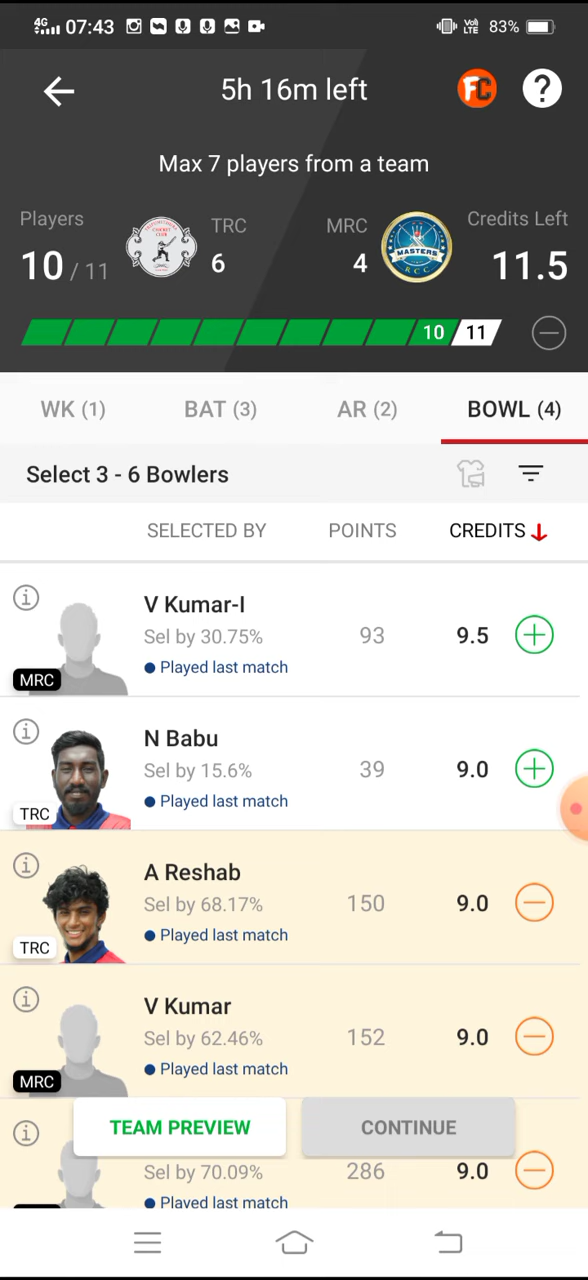 4G 07:43 Vol LTE 83%
5h 16m left FC ?
Max 7 players from a team
Players TRC MRC Credits Left
10 / 11 6 4 11.5
MASTERS
RCC
10 11
WK (1) BAT (3) AR (2) BOWL (4)
Select 3 - 6 Bowlers
SELECTED BY POINTS CREDITS
V Kumar-I
Sel by 30.75% 93 9.5
Played last match
MRC
N Babu
Sel by 15.6% 39 9.0
Played last match
TRC
A Reshab
Sel by 68.17% 150 9.0
Played last match
TRC
V Kumar
Sel by 62.46% 152 9.0
Played last match
MRC
TEAM PREVIEW CONTINUE
Sel by 70.09% 286 9.0
Played last match